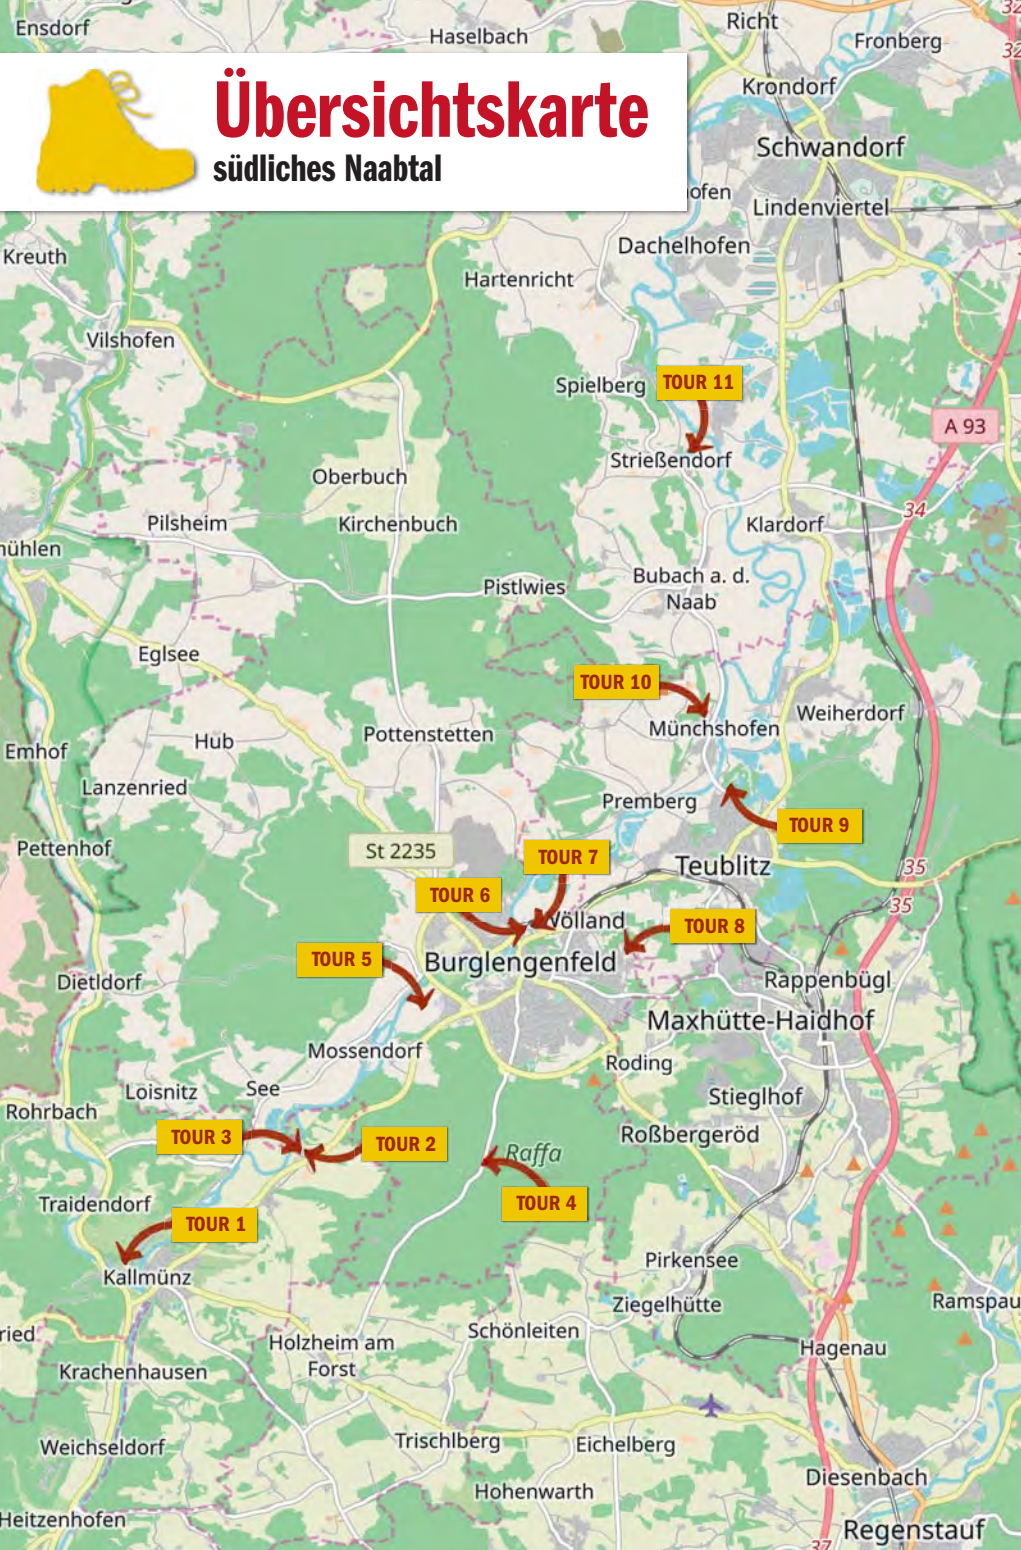 Ensdorf
Haselbach
Richt
Fronberg
32
32
Krondorf
Übersichtskarte
südliches Naabtal
Schwandorf
ofen
Lindenviertel
Dachelhofen
Kreuth
Hartenricht
Vilshofen
Spielberg
TOUR 11
A 93
Strießendorf
Oberbuch
Pilsheim
Kirchenbuch
34
Klardorf
ühlen
Bubach a. d.
Naab
Pistlwies
Eglsee
TOUR 10
Weiherdorf
Münchshofen
Emhof
Hub
Pottenstetten
Lanzenried
Premberg
TOUR 9
Pettenhof
St 2235
TOUR 7
Teublitz
35
35
TOUR 6
Wölland
TOUR 8
TOUR 5
Burglengenfeld
Dietldorf
Rappenbügl
Maxhütte-Haidhof
Mossendorf
Roding
Loisnitz
See
Stieglhof
Rohrbach
TOUR 3
TOUR 2
Roßbergeröd
Raffa
Traidendorf
TOUR 4
TOUR 1
Kallmünz
Pirkensee
Ziegelhütte
Ramspau
ried
Holzheim am
Forst
Schönleiten
Hagenau
Krachenhausen
Weichseldorf
Trischlberg
Eichelberg
Diesenbach
Hohenwarth
Heitzenhofen
Regenstauf
37